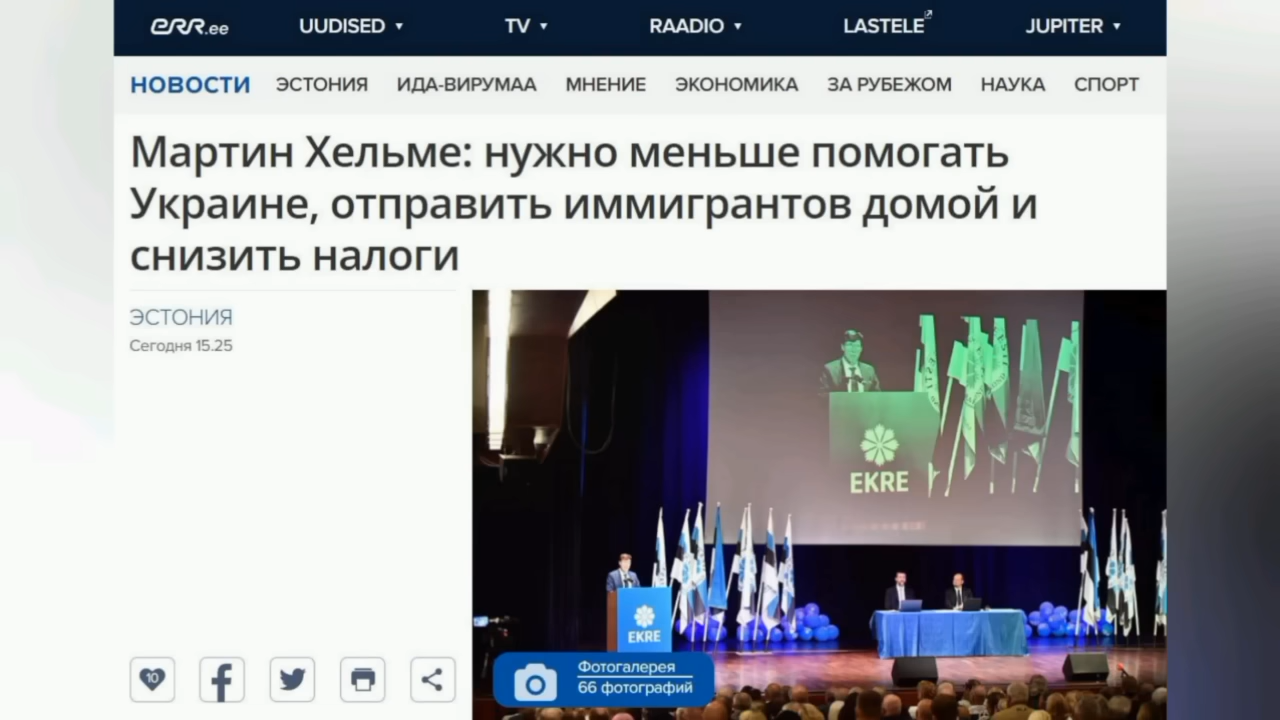 err.ee UUDISED TV RAADIO LASTELE JUPITER
НОВОСТИ ЭСТОНИЯ ИДА-ВИРУМАА МНЕНИЕ ЭКОНОМИКА ЗА РУБЕЖОМ НАУКА СПОРТ
Мартин Хельме: нужно меньше помогать
Украине, отправить иммигрантов домой и
снизить налоги
ЭСТОНИЯ
Сегодня 15.25
EKRE
EKRE
10
Фотогалерея
66 фотографий